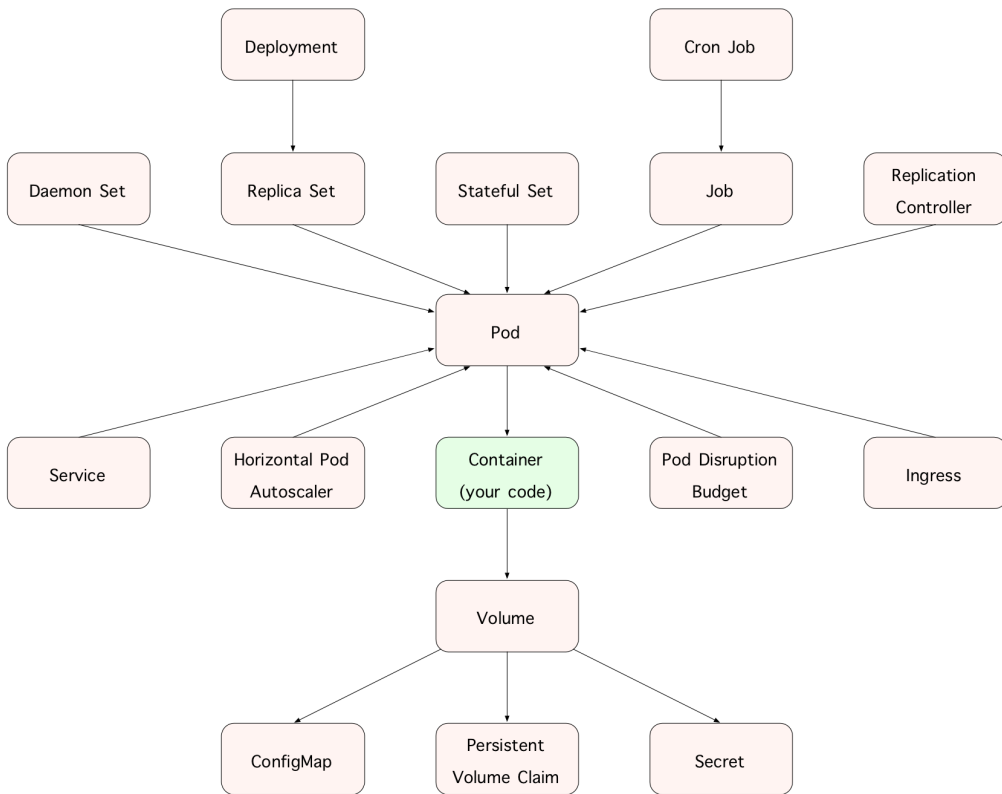 Deployment
Cron Job
Daemon Set
Replica Set
Stateful Set
Job
Replication
Controller
Pod
Service
Horizontal Pod
Autoscaler
Container
(your code)
Pod Disruption
Budget
Ingress
Volume
ConfigMap
Persistent
Volume Claim
Secret